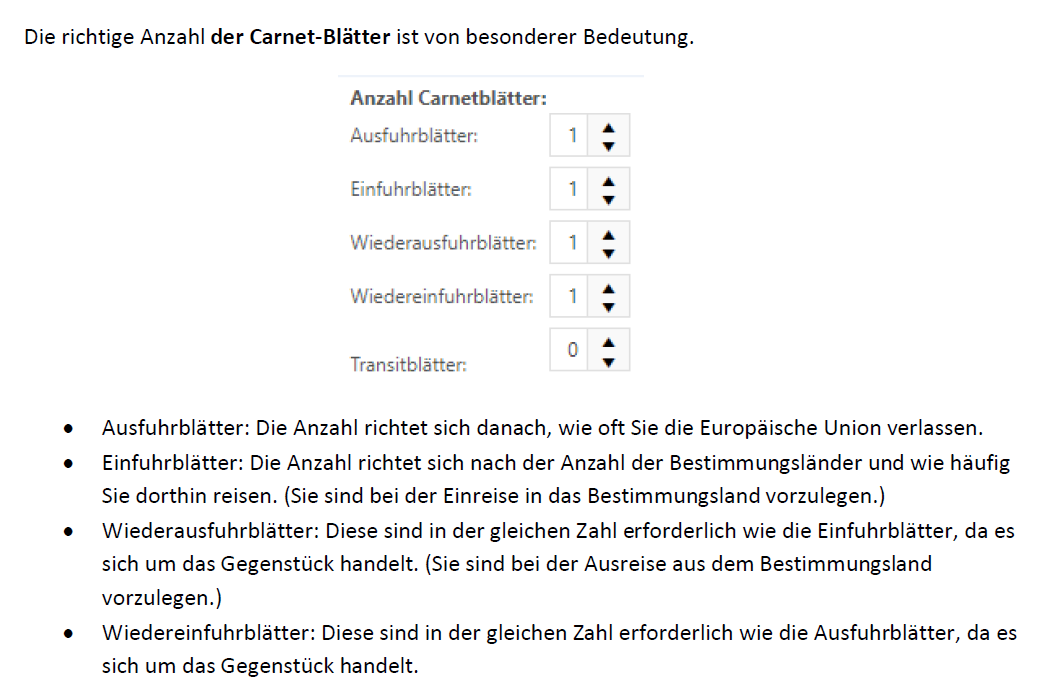 Die richtige Anzahl der Carnet-Blätter ist von besonderer Bedeutung.
Anzahl Carnetblätter:
Ausfuhrblätter: 1
Einfuhrblätter: 1
Wiederausfuhrblätter: 1
Wiedereinfuhrblätter: 1
Transitblätter: 0
• Ausfuhrblätter: Die Anzahl richtet sich danach, wie oft Sie die Europäische Union verlassen.
• Einfuhrblätter: Die Anzahl richtet sich nach der Anzahl der Bestimmungsländer und wie häufig
Sie dorthin reisen. (Sie sind bei der Einreise in das Bestimmungsland vorzulegen.)
• Wiederausfuhrblätter: Diese sind in der gleichen Zahl erforderlich wie die Einfuhrblätter, da es
sich um das Gegenstück handelt. (Sie sind bei der Ausreise aus dem Bestimmungsland
vorzulegen.)
• Wiedereinfuhrblätter: Diese sind in der gleichen Zahl erforderlich wie die Ausfuhrblätter, da es
sich um das Gegenstück handelt.